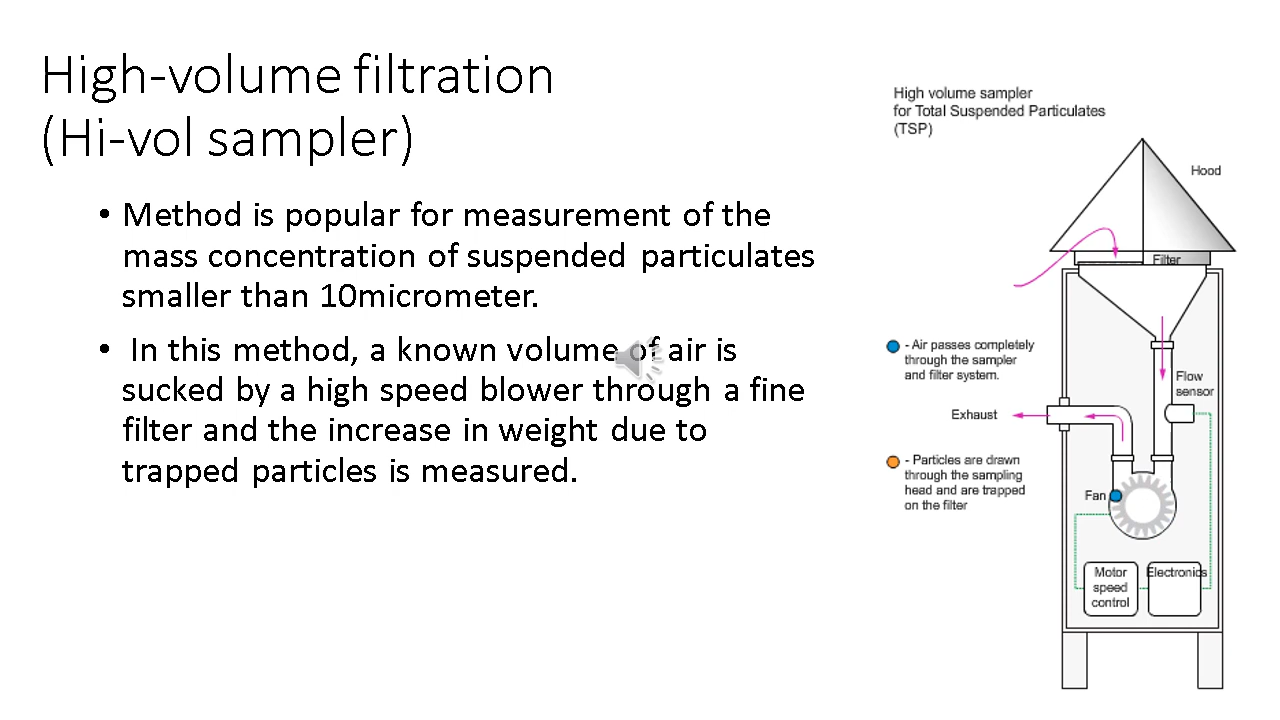 High-volume filtration
(Hi-vol sampler)
• Method is popular for measurement of the
mass concentration of suspended particulates
smaller than 10micrometer.
• In this method, a known volume of air is
sucked by a high speed blower through a fine
filter and the increase in weight due to
trapped particles is measured.
High volume sampler
for Total Suspended Particulates
(TSP)
Hood
Filter
- Air passes completely
through the sampler
and filter system.
Flow
sensor
Exhaust
- Particles are drawn
through the sampling
head and are trapped
on the filter
Fan
Motor
speed
control
Electronics